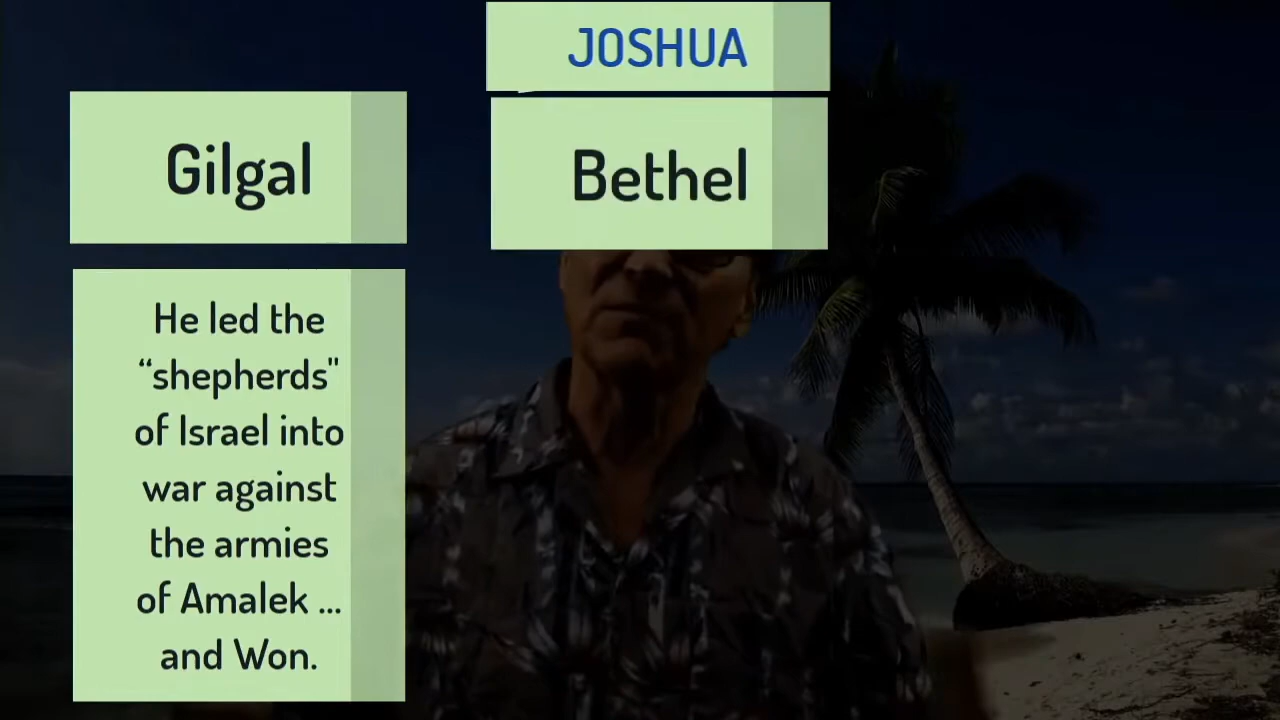 JOSHUA
Gilgal
Bethel
He led the
“shepherds"
of Israel into
war against
the armies
of Amalek ...
and Won.